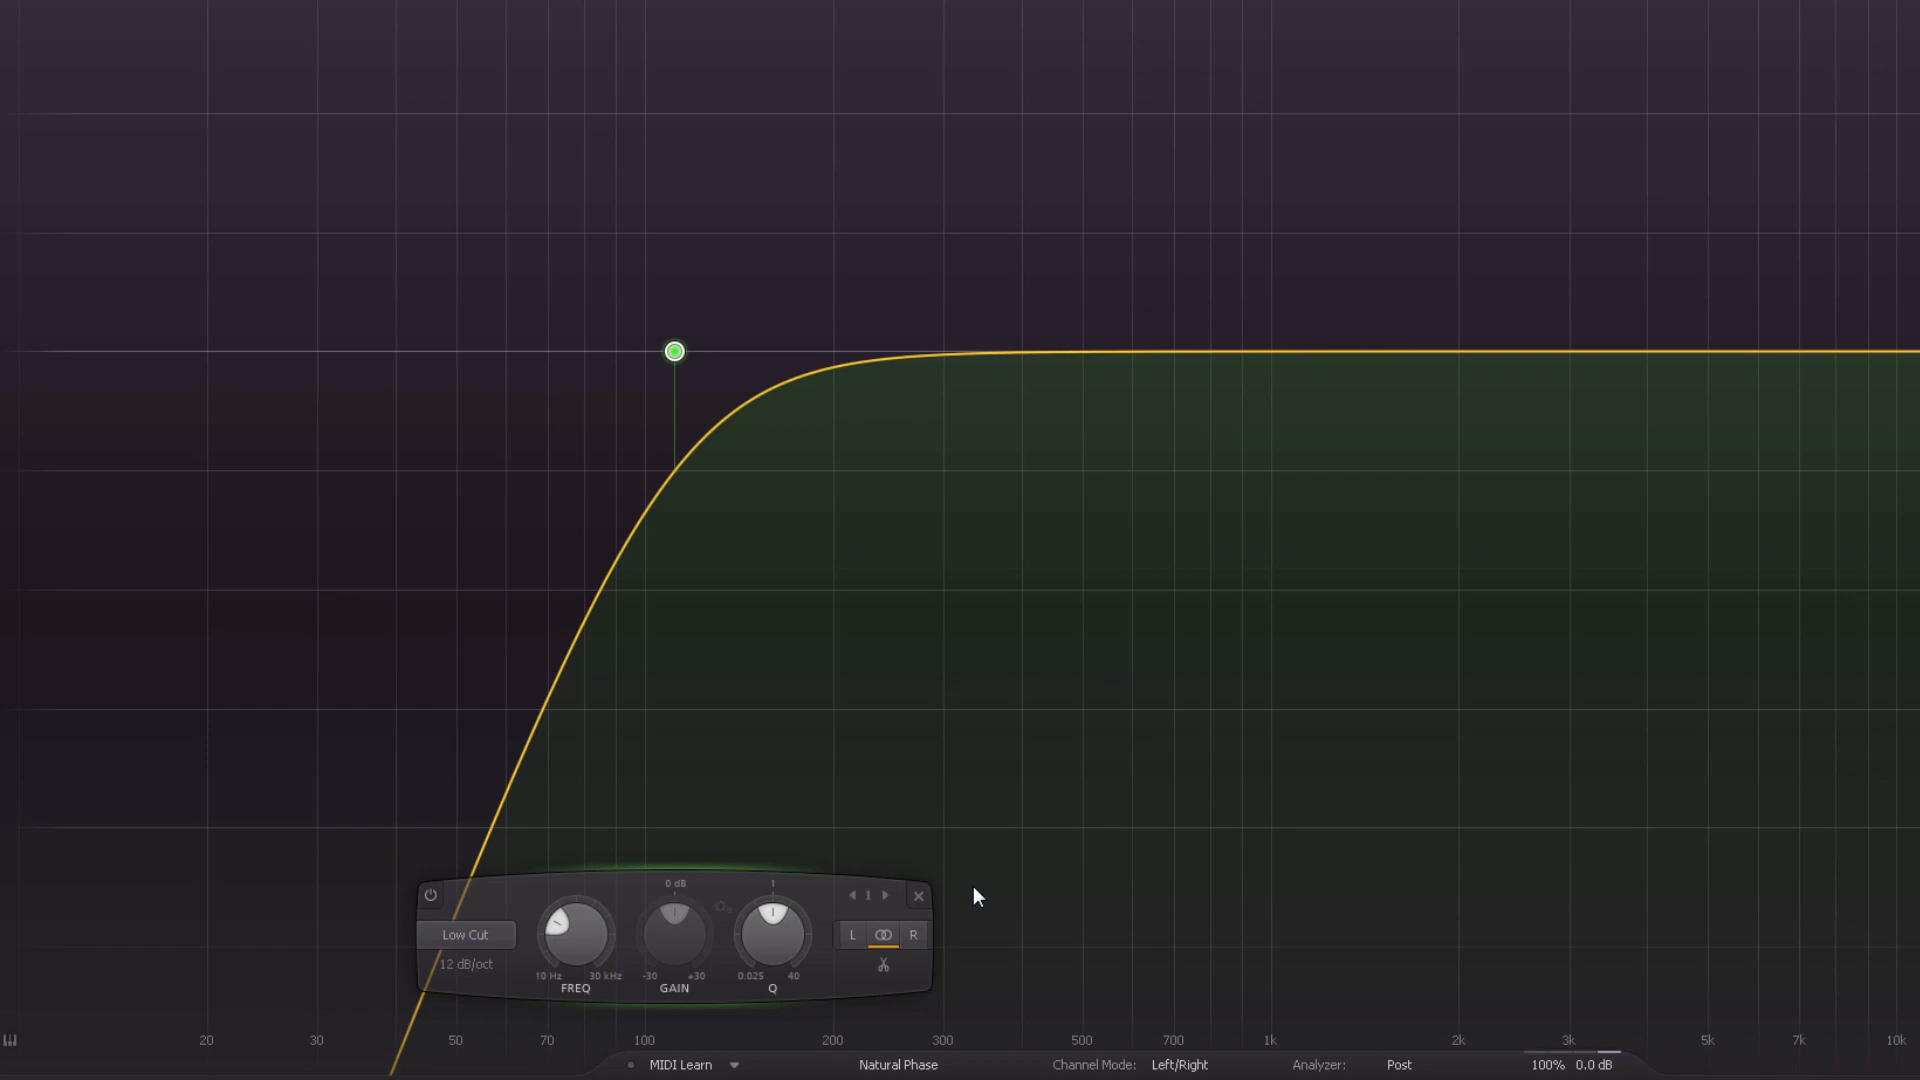 0 dB
1
1
Low Cut
L
R
12 dB/oct
10 Hz
30 kHz
-30
+30
0.025
40
FREQ
GAIN
Q
20
30
50
70
100
200
300
500
700
1k
2k
3k
5k
7k
10k
MIDI Learn
Natural Phase
Channel Mode: Left/Right
Analyzer: Post
100% 0.0 dB